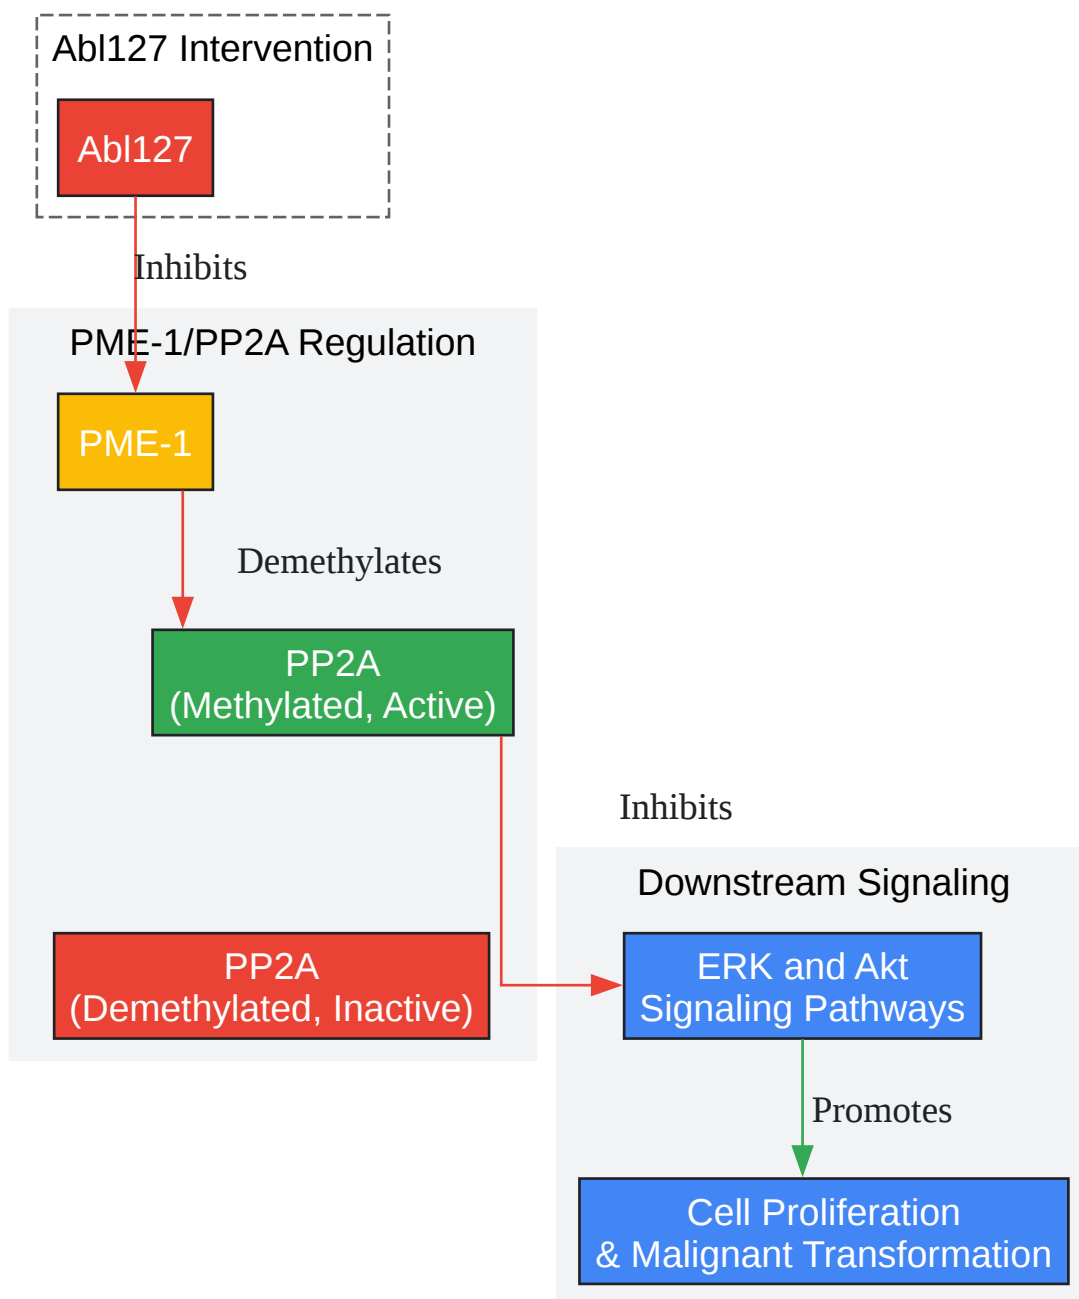 Abl127 Intervention
Abl127
Inhibits
PME-1/PP2A Regulation
PME-1
Demethylates
PP2A
(Methylated, Active)
Inhibits
Downstream Signaling
PP2A
(Demethylated, Inactive)
ERK and Akt
Signaling Pathways
Promotes
Cell Proliferation
& Malignant Transformation